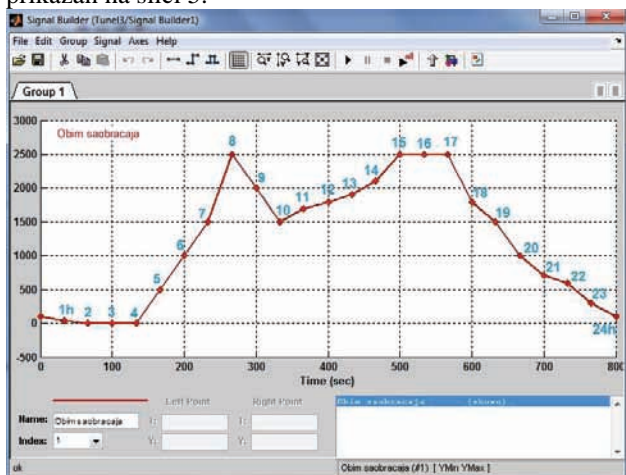 prikazan na slici 5.
Signal Builder (Tunel3/Signal Builder1)
File Edit Group Signal Axes Help
Group 1
3000
2500
2000
1500
1000
500
0
-500
Obim saobracaja
1h 2 3 4 5 6 7 8 9 10 11 12 13 14 15 16 17 18 19 20 21 22 23 24h
0 100 200 300 400 500 600 700 800
Time (sec)
Left Point Right Point
Name: Obim saobracaja T: T:
Index: 1 Y: Y:
Obim saobracaja (shown)
ok Obim saobracaja (#1) [ YMin YMax ]